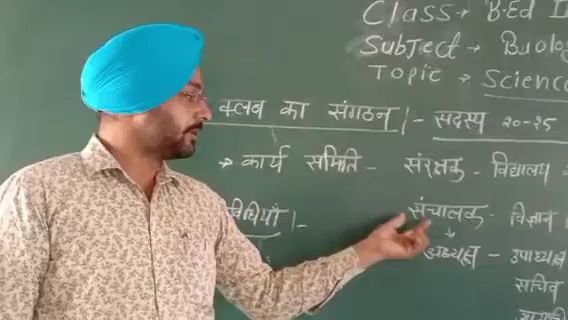 Class → B.Ed I
Subject → Biolog
Topic → Science
क्लब का संगठन |- सदस्य २०-२५
→ कार्य समिति - संरक्षक - विद्यालय
संचालक - विज्ञान
विधियाँ |- ↓
अध्यक्ष - उपाध्यक्ष
सचिव